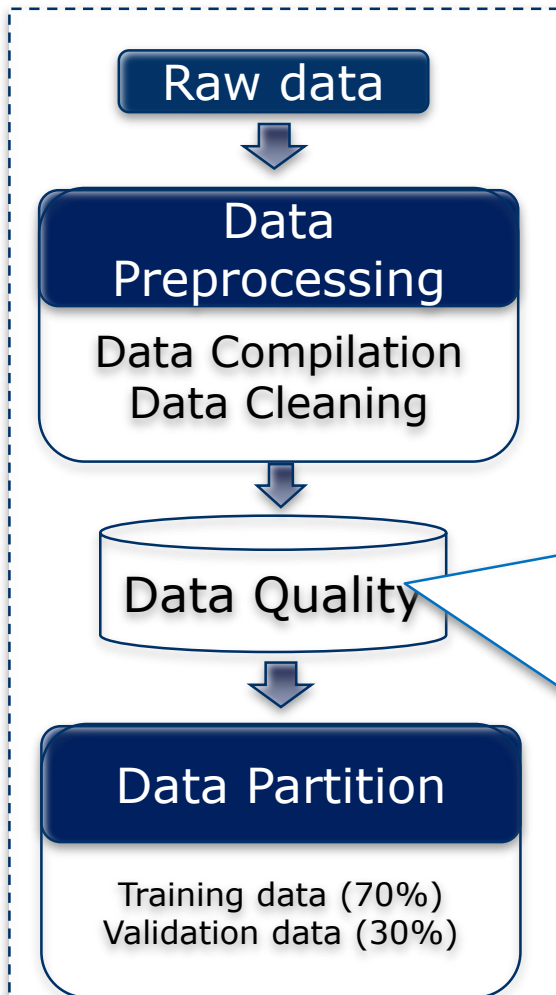 Raw data
Data
Preprocessing
Data Compilation
Data Cleaning
Data Quality
Data Partition
Training data (70%)
Validation data (30%)